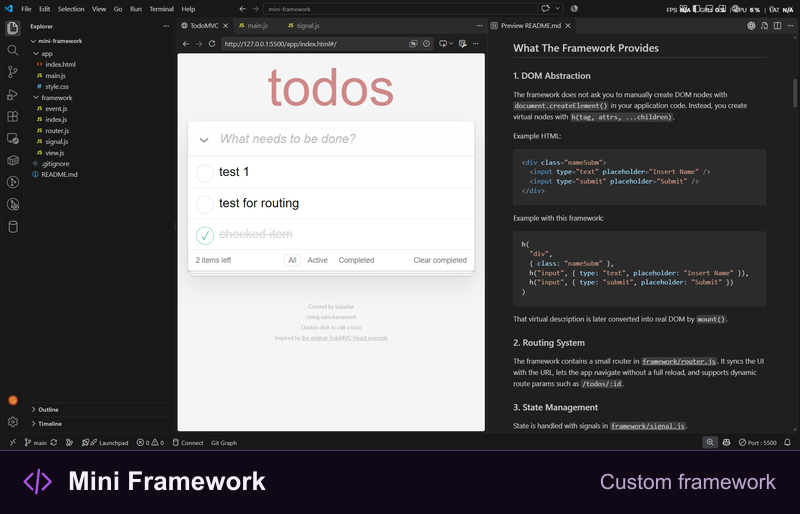 File Edit Selection View Go Run Terminal Help
mini-framework
FPS N/A GPU 6 % BAT N/A
Explorer
mini-framework
app
index.html
main.js
style.css
framework
event.js
index.js
router.js
signal.js
view.js
.gitignore
README.md
Outline
Timeline
TodoMVC
main.js
signal.js
http://127.0.0.1:5500/app/index.html#/
todos
What needs to be done?
test 1
test for routing
checked item
2 items left All Active Completed Clear completed
Using mini-framework
Double-click to edit a todo
Inspired by the original TodoMVC React example
Preview README.md
What The Framework Provides
1. DOM Abstraction
The framework does not ask you to manually create DOM nodes with
document.createElement() in your application code. Instead, you create
virtual nodes with h(tag, attrs, ...children).
Example HTML:
<div class="nameSubm">
<input type="text" placeholder="Insert Name" />
<input type="submit" placeholder="Submit" />
</div>
Example with this framework:
h(
"div",
{ class: "nameSubm" },
h("input", { type: "text", placeholder: "Insert Name" }),
h("input", { type: "submit", placeholder: "Submit" })
)
That virtual description is later converted into real DOM by mount().
2. Routing System
The framework contains a small router in framework/router.js. It syncs the UI
with the URL, lets the app navigate without a full reload, and supports dynamic
route params such as /todos/:id.
3. State Management
State is handled with signals in framework/signal.js.
main Launchpad 0 0 Connect Git Graph Port : 5500
Mini Framework
Custom framework